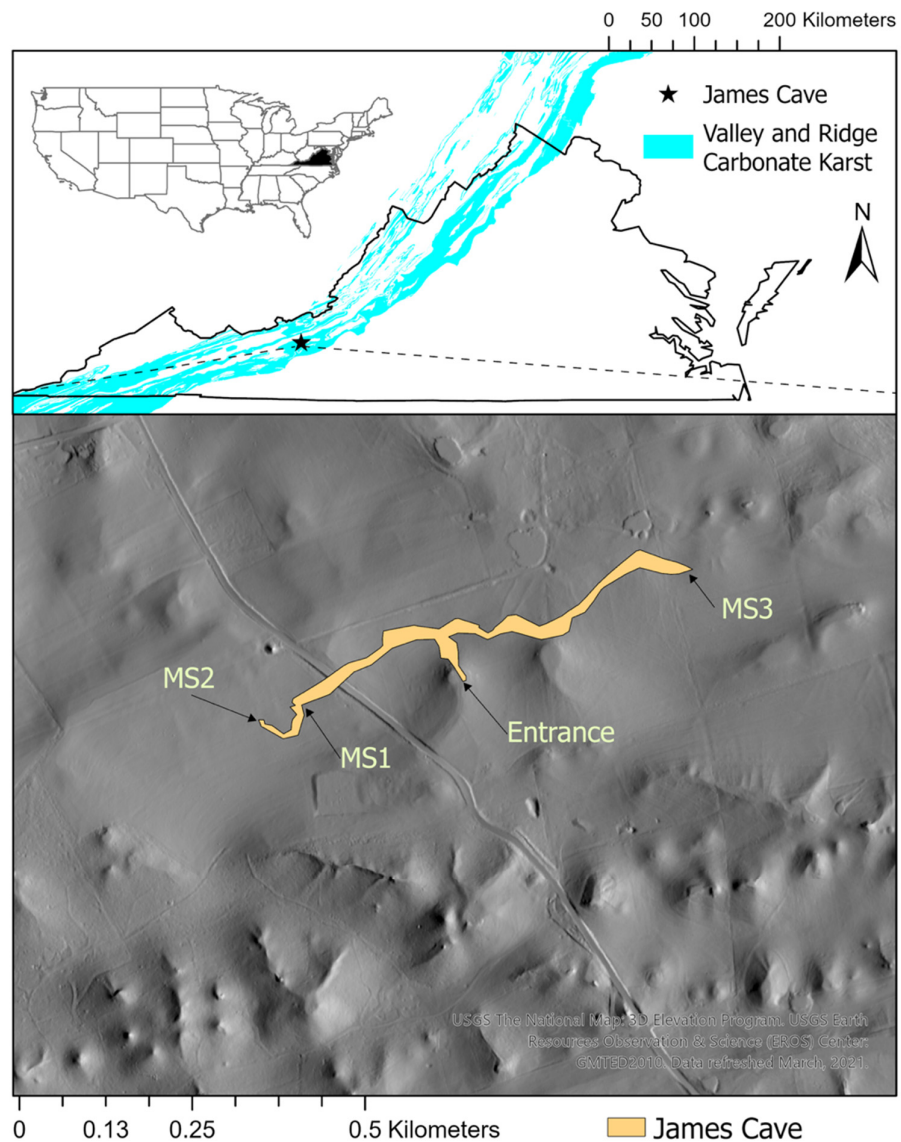 0 50 100 200 Kilometers
James Cave
Valley and Ridge
Carbonate Karst
N
MS3
MS2
Entrance
MS1
USGS The National Map: 3D Elevation Program. USGS Earth
Resources Observation & Science (EROS) Center:
GMTED2010. Data refreshed March, 2021.
0 0.13 0.25 0.5 Kilometers
James Cave